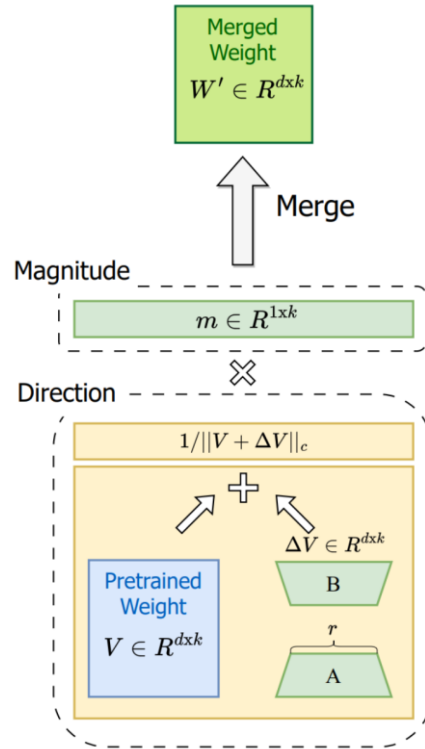 Merged
Weight
W' ∈ R^{dxk}
Merge
Magnitude
m ∈ R^{1xk}
Direction
1/||V + ΔV||_c
ΔV ∈ R^{dxk}
Pretrained
Weight
V ∈ R^{dxk}
B
r
A